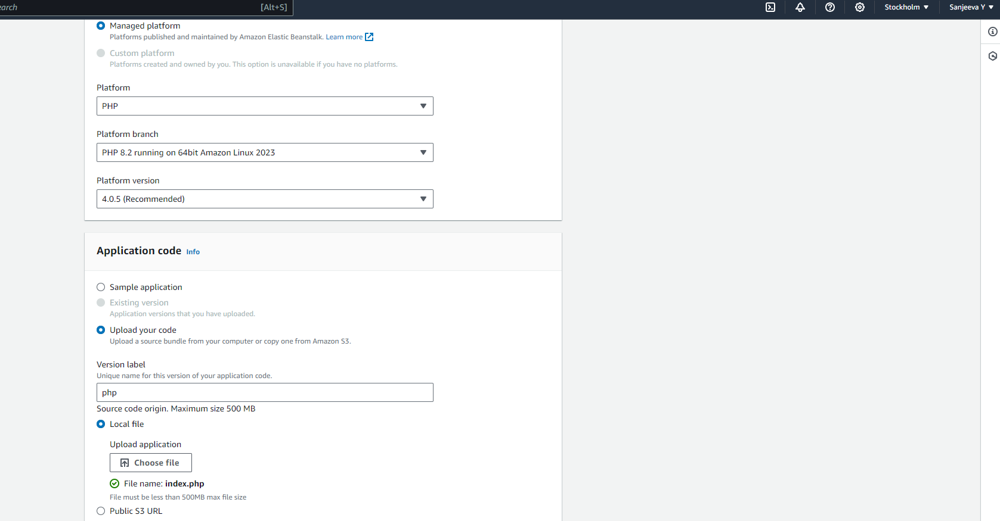 [Alt+S]
Stockholm
Sanjeeva Y
Managed platform
Platforms published and maintained by Amazon Elastic Beanstalk. Learn more
Custom platform
Platforms created and owned by you. This option is unavailable if you have no platforms.
Platform
PHP
Platform branch
PHP 8.2 running on 64bit Amazon Linux 2023
Platform version
4.0.5 (Recommended)
Application code Info
Sample application
Existing version
Application versions that you have uploaded.
Upload your code
Upload a source bundle from your computer or copy one from Amazon S3.
Version label
Unique name for this version of your application code.
php
Source code origin. Maximum size 500 MB
Local file
Upload application
Choose file
File name: index.php
File must be less than 500MB max file size
Public S3 URL